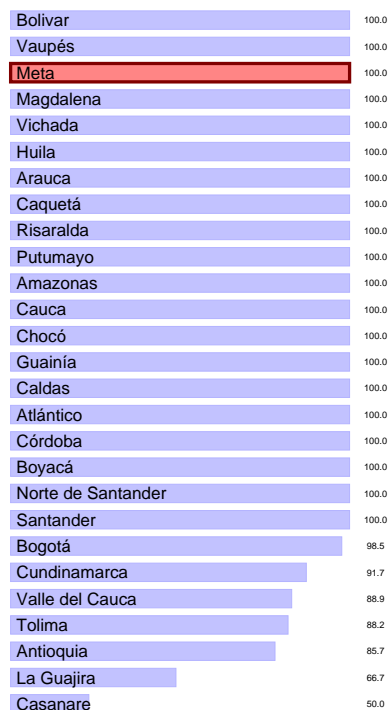 Bolivar 100.0
Vaupés 100.0
Meta 100.0
Magdalena 100.0
Vichada 100.0
Huila 100.0
Arauca 100.0
Caquetá 100.0
Risaralda 100.0
Putumayo 100.0
Amazonas 100.0
Cauca 100.0
Chocó 100.0
Guainía 100.0
Caldas 100.0
Atlántico 100.0
Córdoba 100.0
Boyacá 100.0
Norte de Santander 100.0
Santander 100.0
Bogotá 98.5
Cundinamarca 91.7
Valle del Cauca 88.9
Tolima 88.2
Antioquia 85.7
La Guajira 66.7
Casanare 50.0